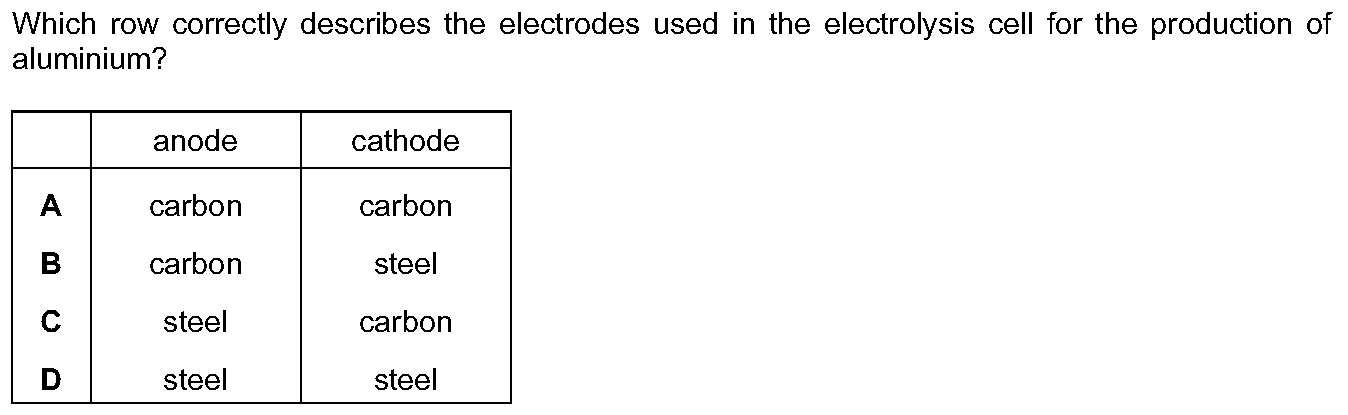 Which row correctly describes the electrodes used in the electrolysis cell for the production of
aluminium?
anode cathode
A carbon carbon
B carbon steel
C steel carbon
D steel steel